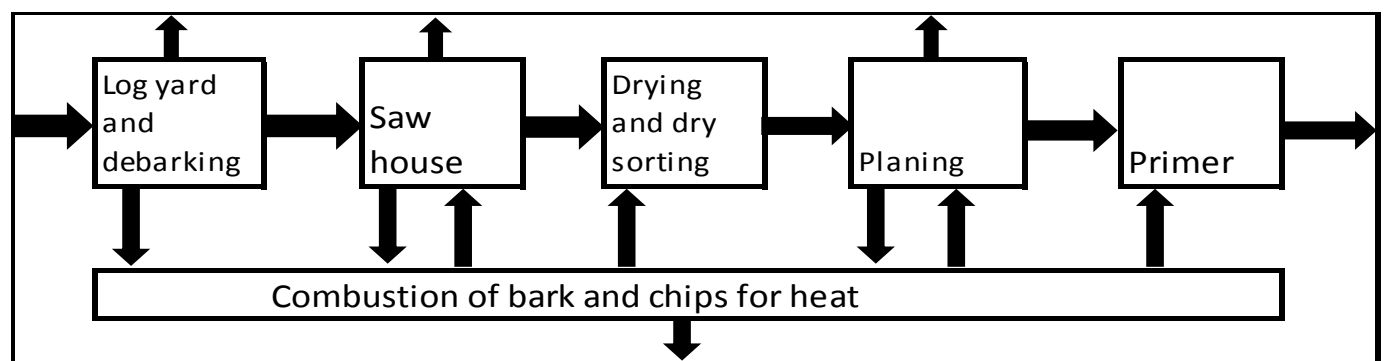 Log yard
and
debarking
Saw
house
Drying
and dry
sorting
Planing
Primer
Combustion of bark and chips for heat